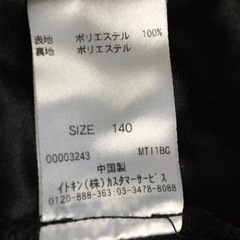 表地 ポリエステル 100%
裏地 ポリエステル
SIZE 140
00003243 MT11BG
中国製
イトキン(株)カスタマーサービス
0120-888-363:03-3478-8088